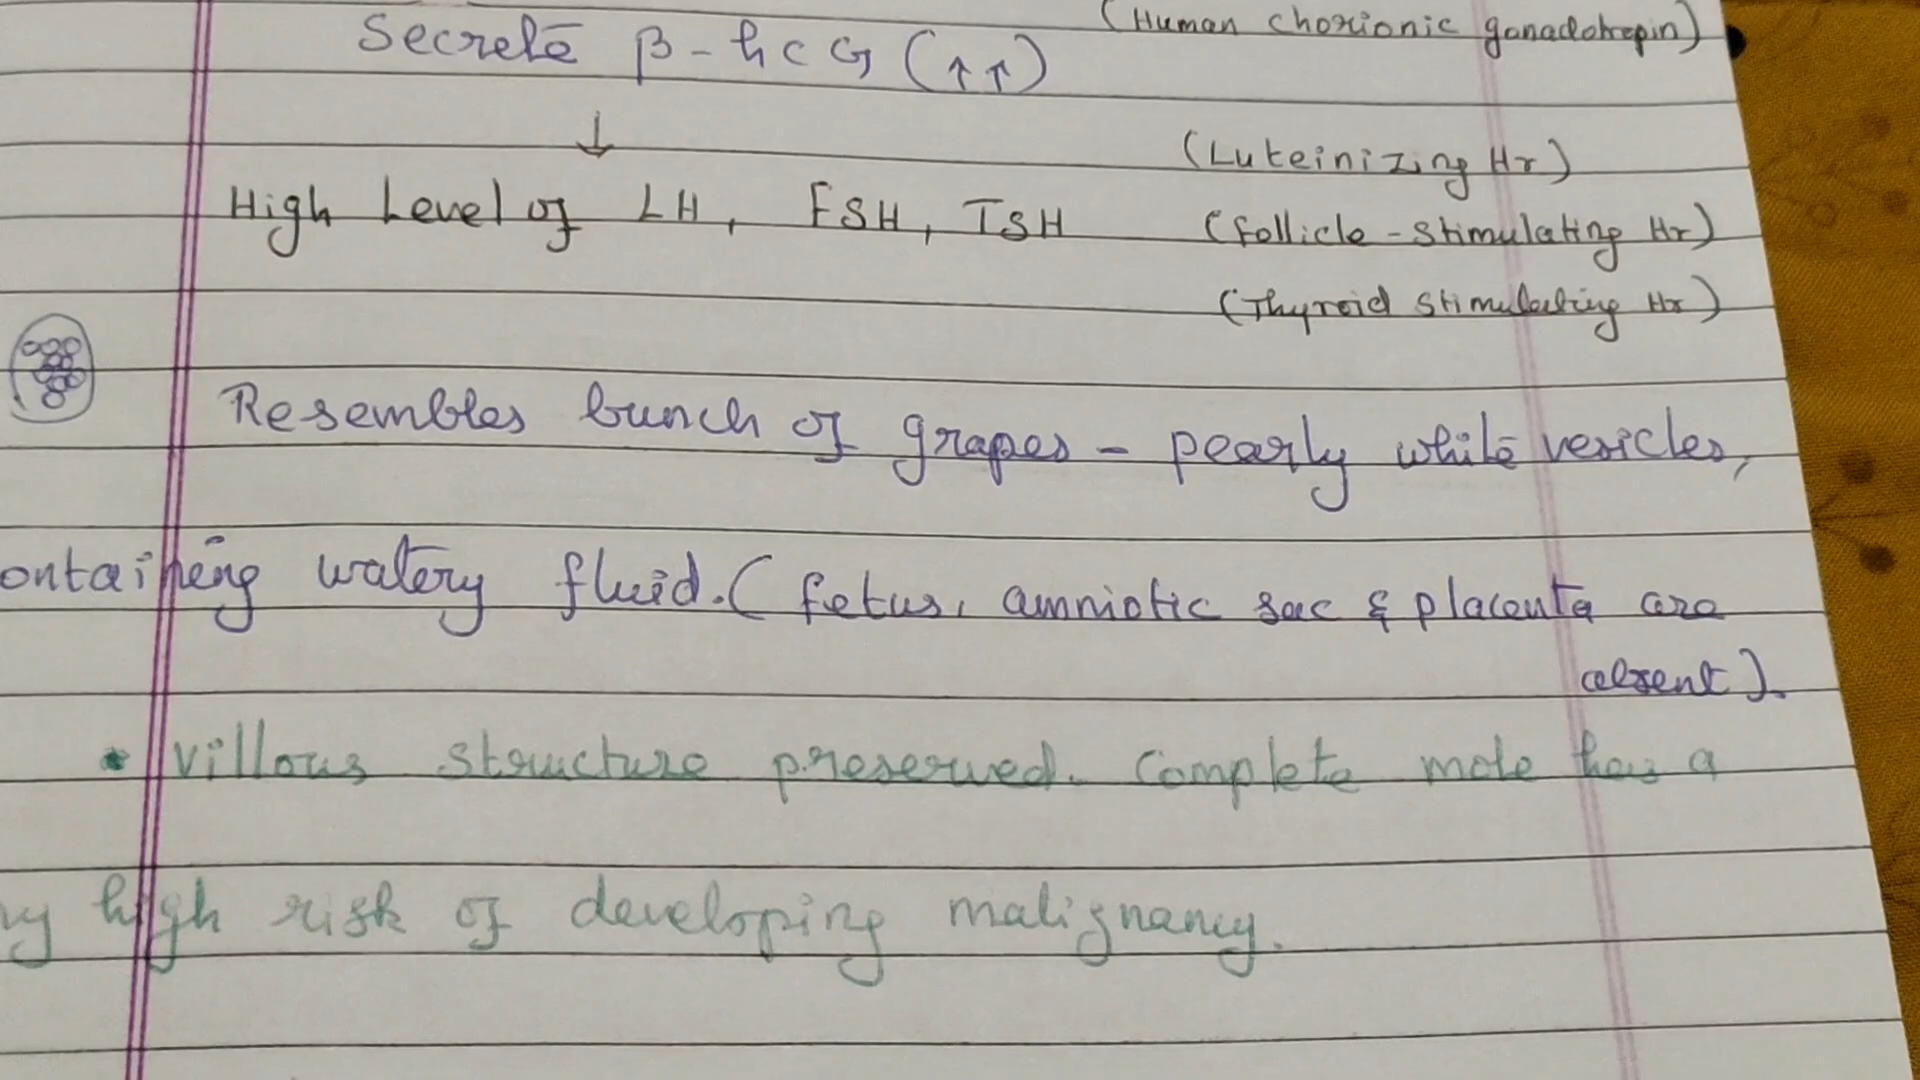 (Human chorionic gonadotropin)
Secrete β-hCG (↑↑)
↓
(Luteinizing Hr)
High Level of LH, FSH, TSH (follicle-stimulating Hr)
(Thyroid stimulating Hr)
Resembles bunch of grapes - pearly white vesicles,
ontaining watery fluid. (fetus, amniotic sac & placenta are
absent).
• villous structure preserved. Complete mole has a
ry high risk of developing malignancy.